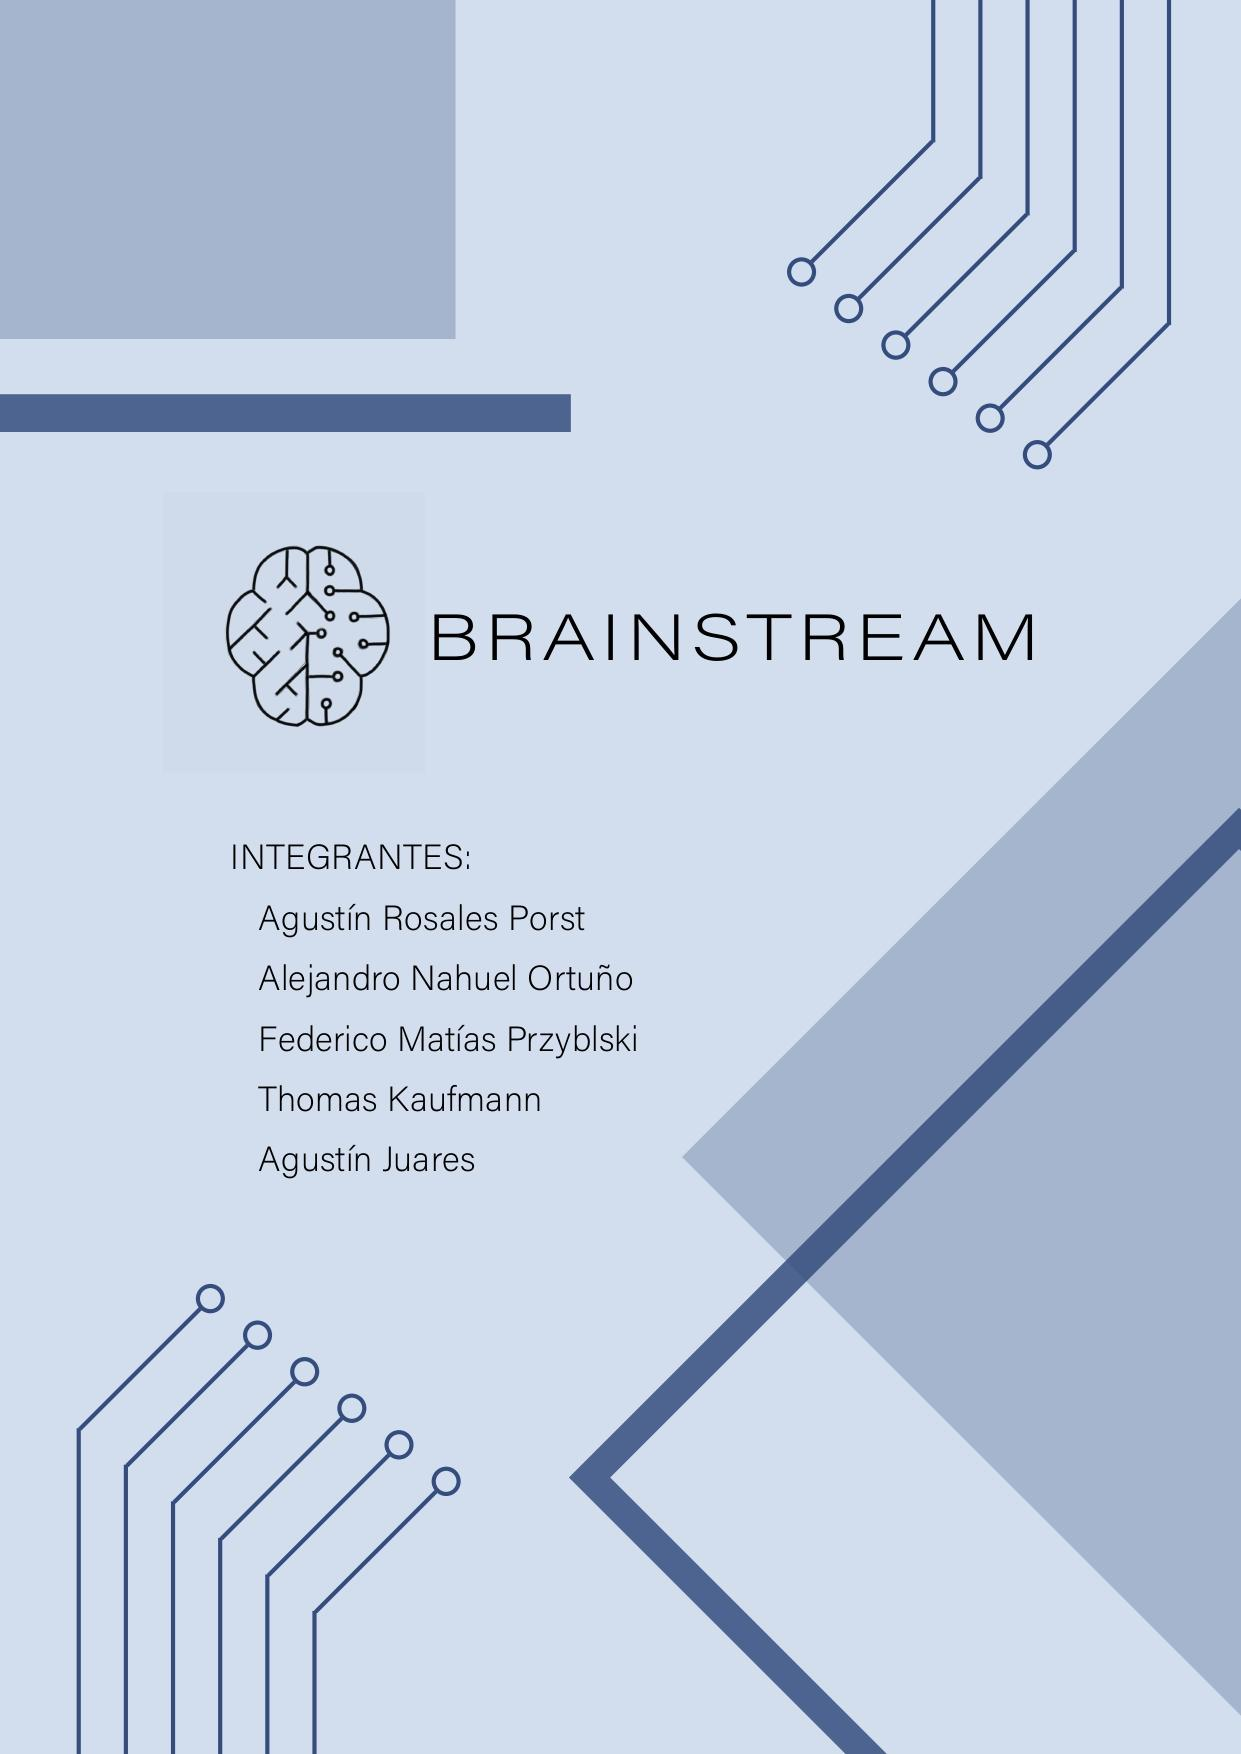 BRAINSTREAM
INTEGRANTES:
Agustín Rosales Porst
Alejandro Nahuel Ortuño
Federico Matías Przyblski
Thomas Kaufmann
Agustín Juares